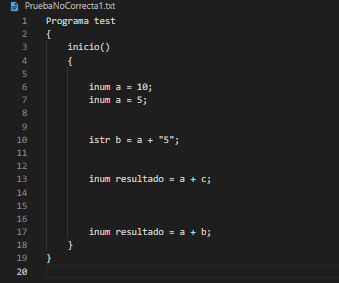 PruebaNoCorrecta1.txt
1 Programa test
2 {
3 inicio()
4 {
5
6 inum a = 10;
7 inum a = 5;
8
9
10 istr b = a + "5";
11
12
13 inum resultado = a + c;
14
15
16
17 inum resultado = a + b;
18 }
19 }
20